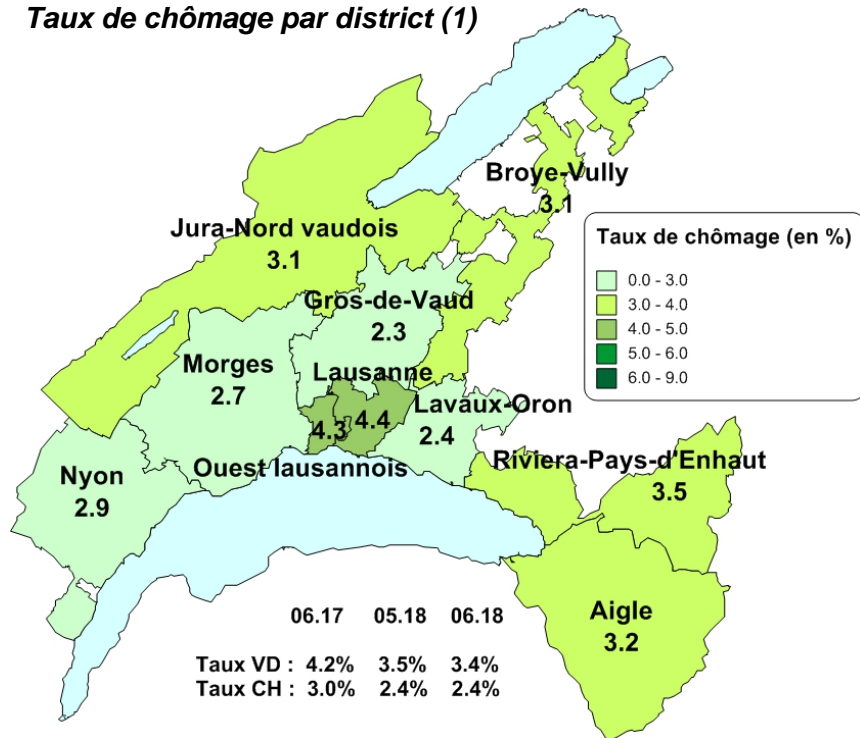 Taux de chômage par district (1)
Broye-Vully
3.1
Jura-Nord vaudois
3.1
Taux de chômage (en %)
0.0 - 3.0
3.0 - 4.0
4.0 - 5.0
5.0 - 6.0
6.0 - 9.0
Gros-de-Vaud
2.3
Morges
2.7
Lausanne
4.4
4.3
Lavaux-Oron
2.4
Ouest lausannois
Riviera-Pays-d'Enhaut
3.5
Nyon
2.9
Aigle
3.2
06.17 05.18 06.18
Taux VD : 4.2% 3.5% 3.4%
Taux CH : 3.0% 2.4% 2.4%